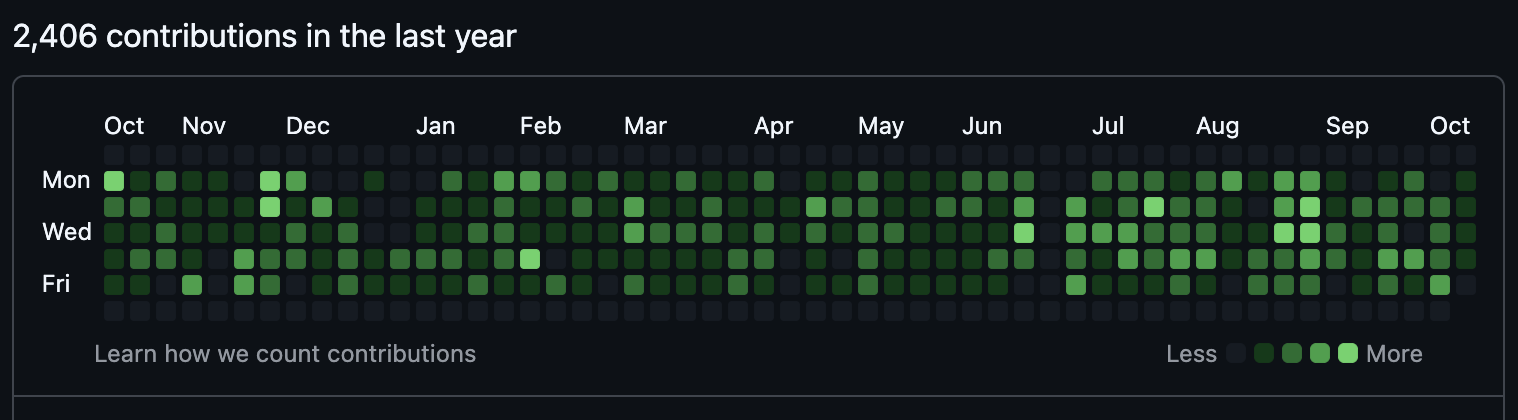 2,406 contributions in the last year
Oct Nov Dec Jan Feb Mar Apr May Jun Jul Aug Sep Oct
Mon
Wed
Fri
Learn how we count contributions Less More